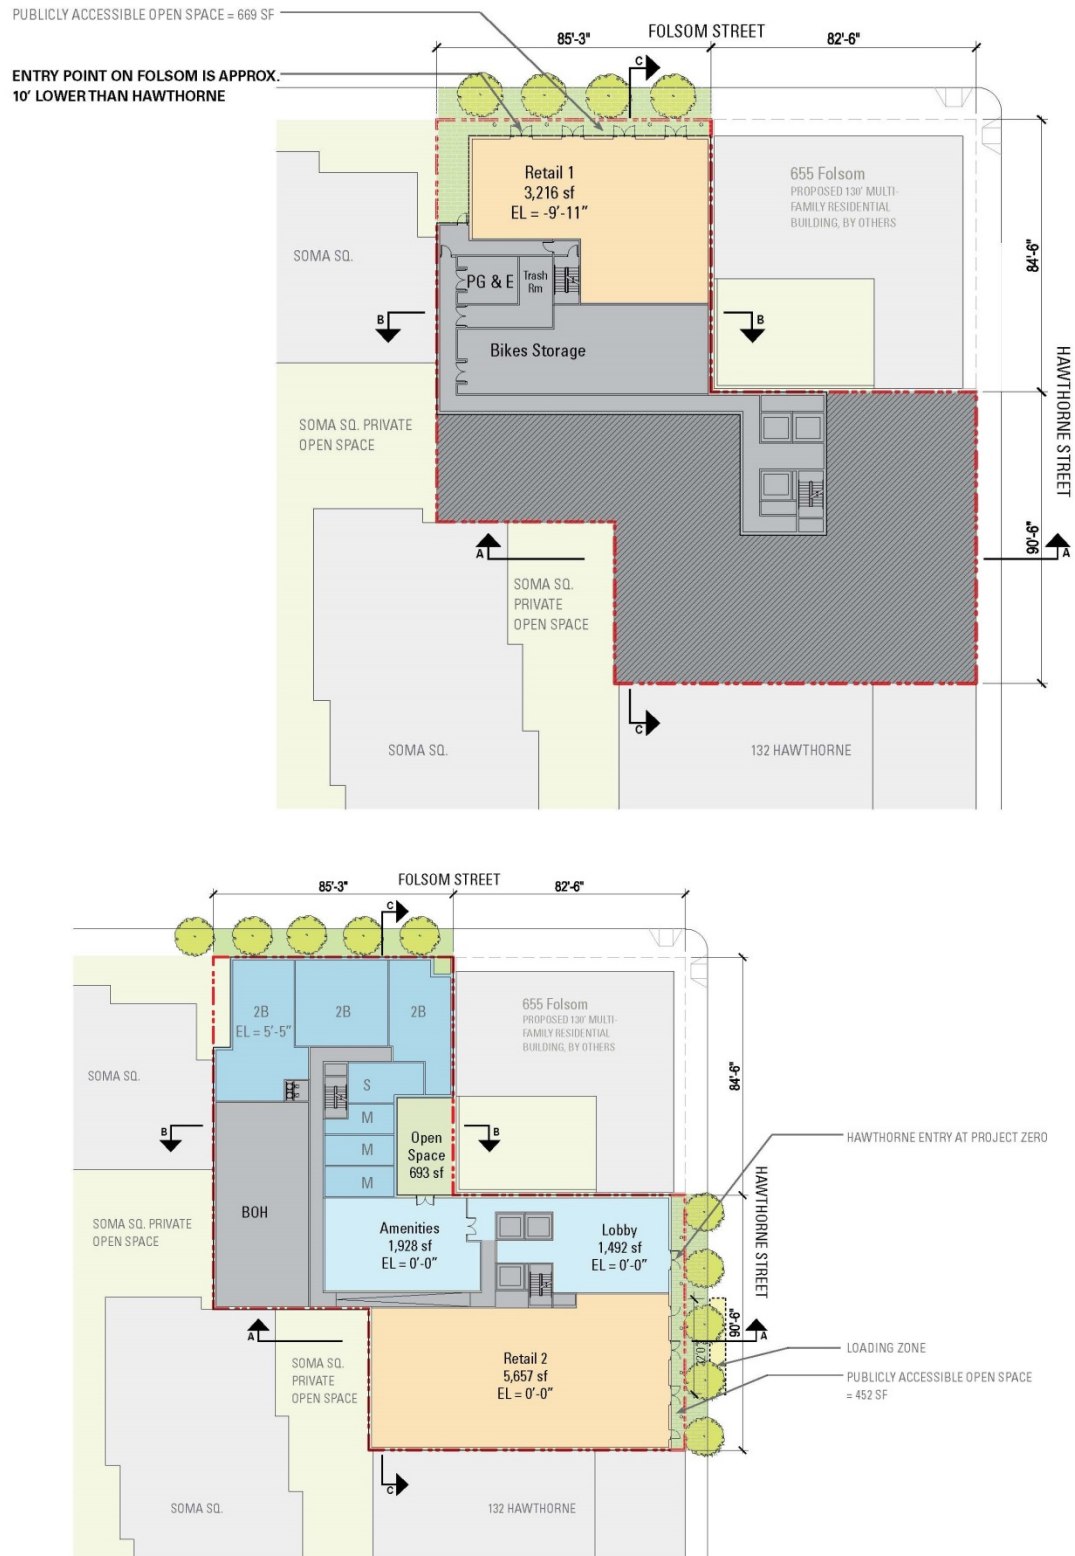 PUBLICLY ACCESSIBLE OPEN SPACE = 669 SF
FOLSOM STREET
85'-3"
82'-6"
ENTRY POINT ON FOLSOM IS APPROX.
10' LOWER THAN HAWTHORNE
C
Retail 1
3,216 sf
EL = -9'-11"
655 Folsom
PROPOSED 130' MULTI-
FAMILY RESIDENTIAL
BUILDING, BY OTHERS
84'-6"
SOMA SQ.
PG & E
Trash
Rm
B
B
Bikes Storage
HAWTHORNE STREET
SOMA SQ. PRIVATE
OPEN SPACE
90'-6"
A
A
SOMA SQ.
PRIVATE
OPEN SPACE
C
SOMA SQ.
132 HAWTHORNE
FOLSOM STREET
85'-3"
82'-6"
C
2B
EL = 5'-5"
2B
2B
655 Folsom
PROPOSED 130' MULTI-
FAMILY RESIDENTIAL
BUILDING, BY OTHERS
84'-6"
SOMA SQ.
S
M
M
M
B
B
Open
Space
693 sf
HAWTHORNE ENTRY AT PROJECT ZERO
HAWTHORNE STREET
BOH
SOMA SQ. PRIVATE
OPEN SPACE
Amenities
1,928 sf
EL = 0'-0"
Lobby
1,492 sf
EL = 0'-0"
90'-6"
A
A
LOADING ZONE
SOMA SQ.
PRIVATE
OPEN SPACE
Retail 2
5,657 sf
EL = 0'-0"
PUBLICLY ACCESSIBLE OPEN SPACE
= 452 SF
C
SOMA SQ.
132 HAWTHORNE